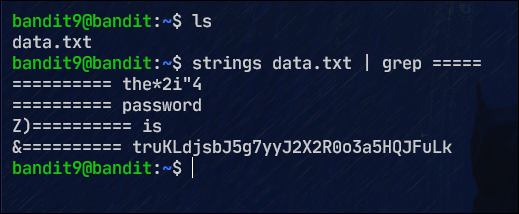 bandit9@bandit:~$ ls
data.txt
bandit9@bandit:~$ strings data.txt | grep =====
========== the*2i"4
========== password
Z)========== is
&========== truKLdjsbJ5g7yyJ2X2R0o3a5HQJFuLk
bandit9@bandit:~$